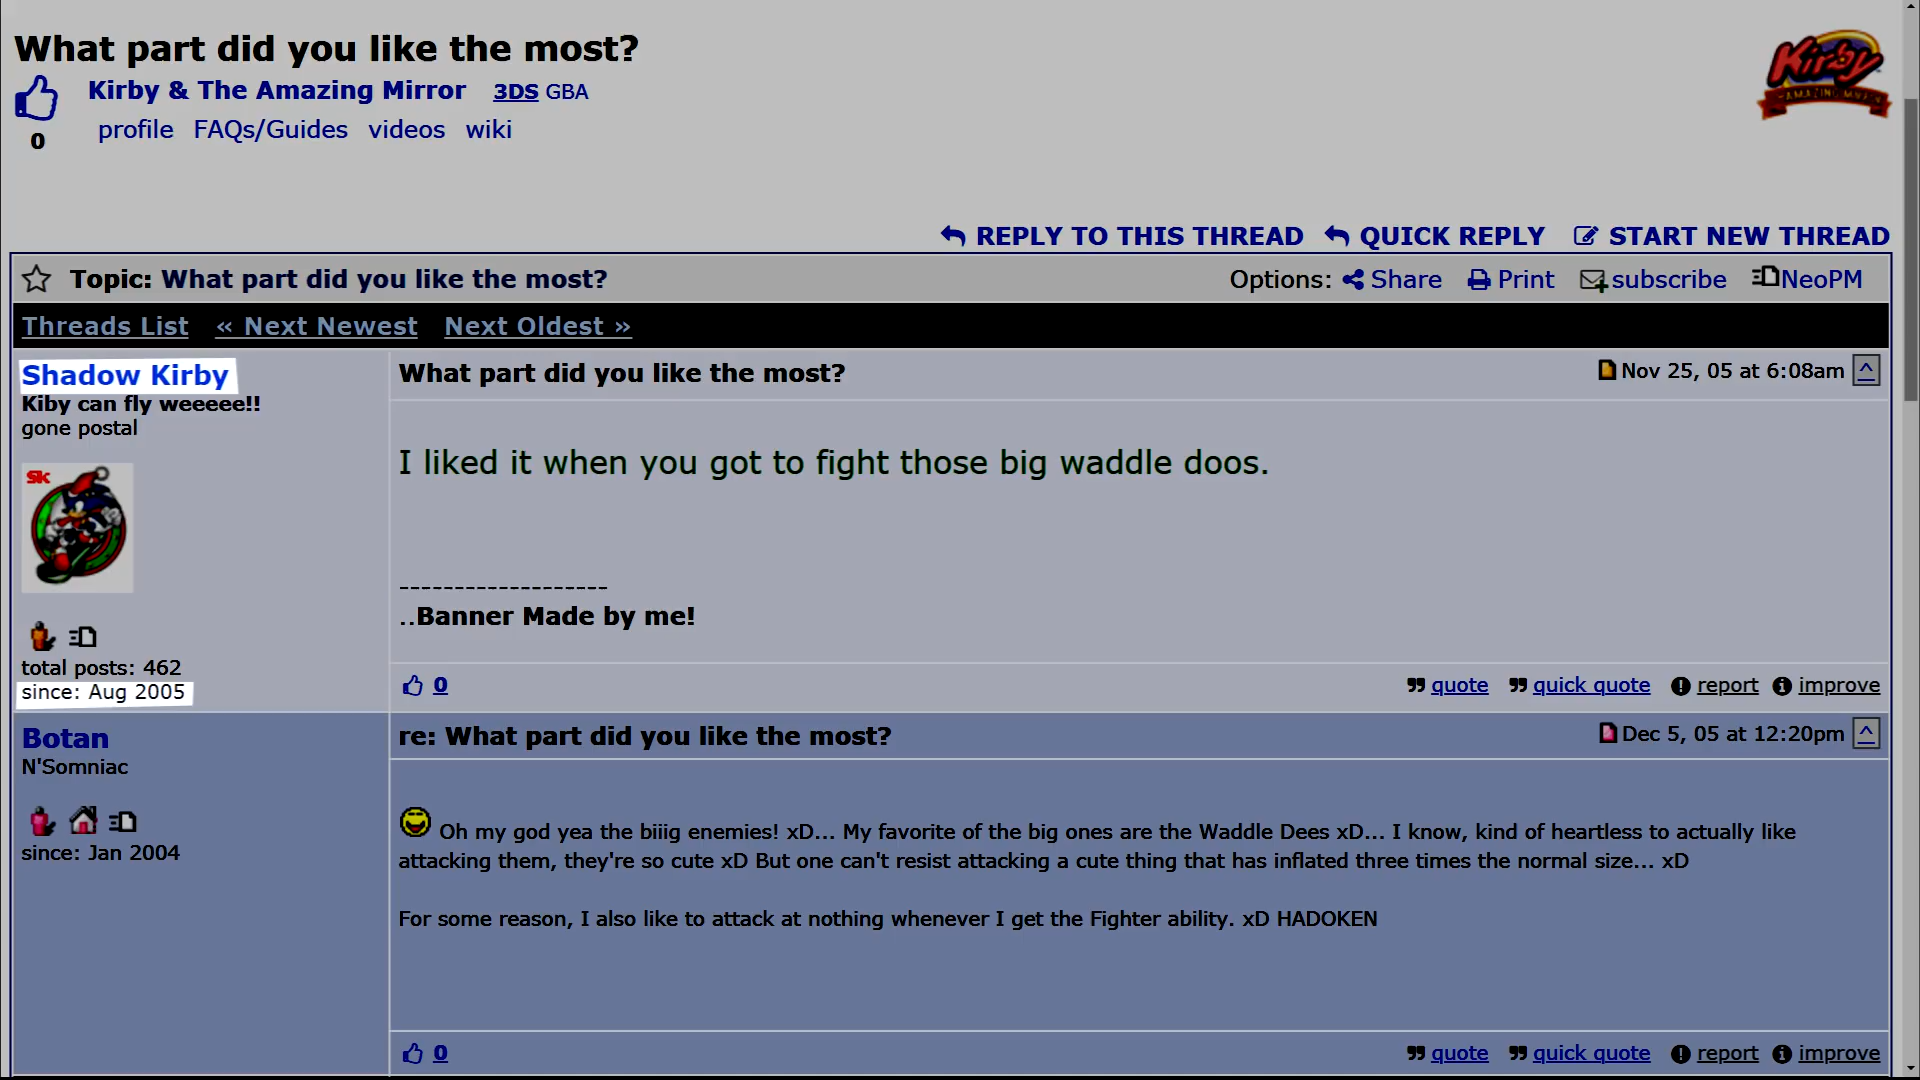 What part did you like the most?
Kirby & The Amazing Mirror 3DS GBA
0
profile FAQs/Guides videos wiki
Kirby
REPLY TO THIS THREAD QUICK REPLY START NEW THREAD
Topic: What part did you like the most?
Options: Share Print subscribe NeoPM
Threads List « Next Newest Next Oldest »
Shadow Kirby
Kiby can fly weeeee!!
gone postal
SK
total posts: 462
since: Aug 2005
What part did you like the most?
Nov 25, 05 at 6:08am ^
I liked it when you got to fight those big waddle doos.
-------------------
..Banner Made by me!
0
quote quick quote report improve
Botan
N'Somniac
since: Jan 2004
re: What part did you like the most?
Dec 5, 05 at 12:20pm ^
Oh my god yea the biiig enemies! xD... My favorite of the big ones are the Waddle Dees xD... I know, kind of heartless to actually like
attacking them, they're so cute xD But one can't resist attacking a cute thing that has inflated three times the normal size... xD
For some reason, I also like to attack at nothing whenever I get the Fighter ability. xD HADOKEN
0
quote quick quote report improve